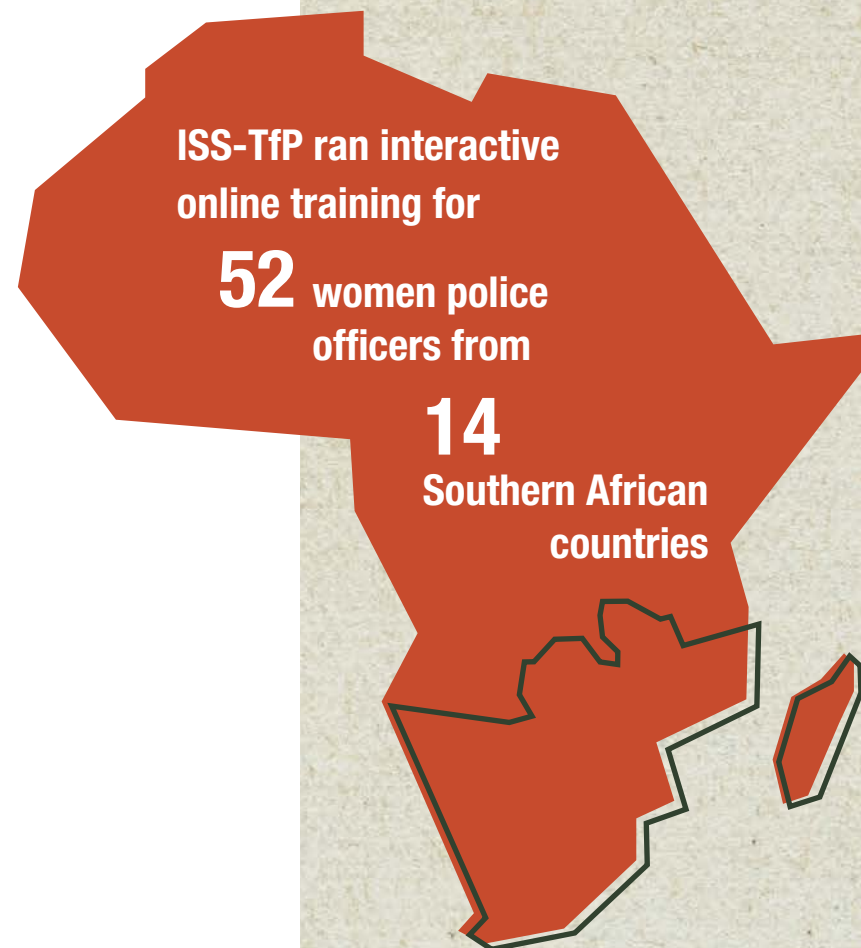 ISS-TfP ran interactive
online training for
52 women police
officers from
14
Southern African
countries